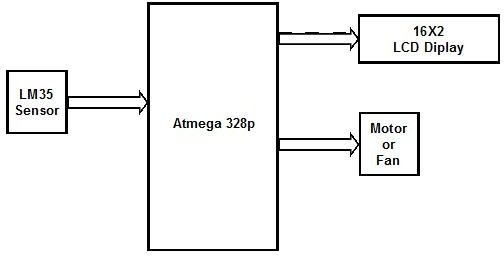 LM35
Sensor
Atmega 328p
16X2
LCD Diplay
Motor
or
Fan